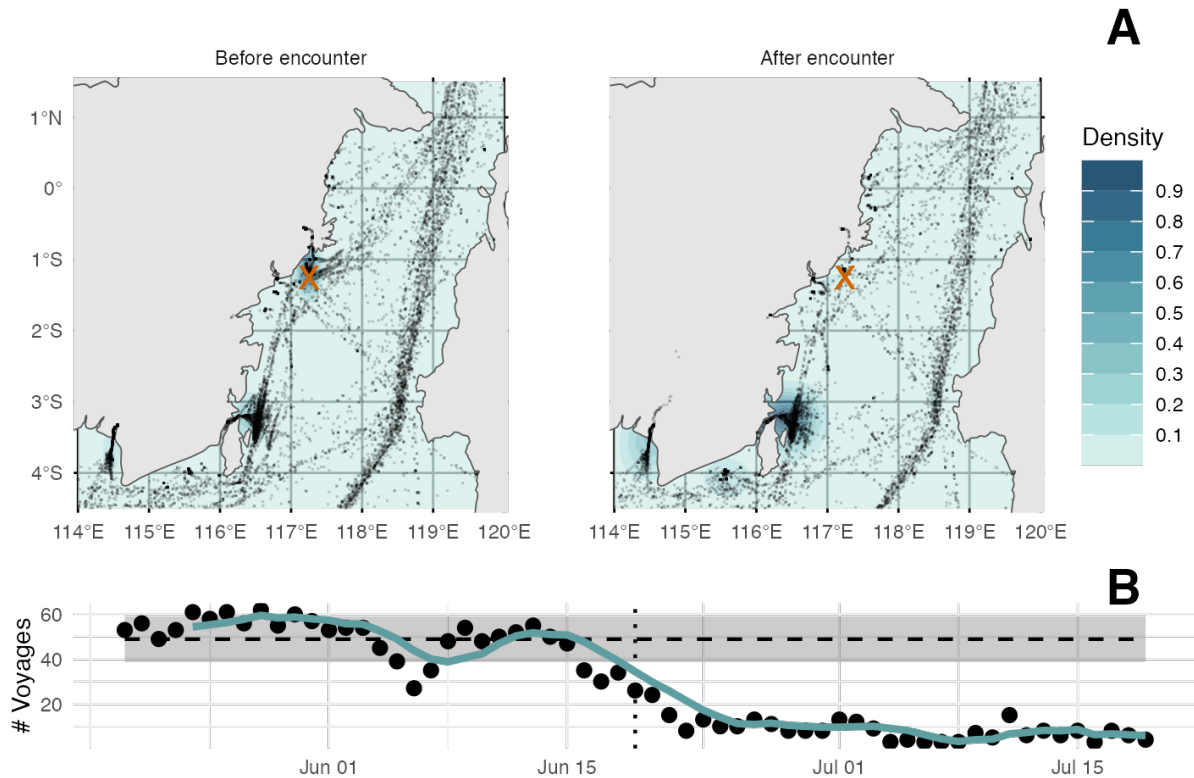 A
Before encounter
After encounter
1°N
0°
1°S
2°S
3°S
4°S
114°E 115°E 116°E 117°E 118°E 119°E 120°E
114°E 115°E 116°E 117°E 118°E 119°E 120°E
X
X
Density
0.9
0.8
0.7
0.6
0.5
0.4
0.3
0.2
0.1
B
# Voyages
60
40
20
Jun 01 Jun 15 Jul 01 Jul 15